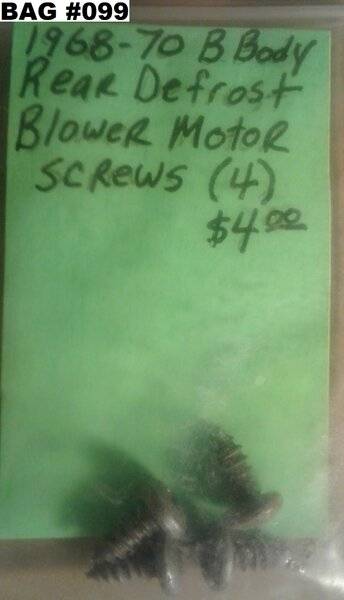 BAG #099
1968-70 B Body
Rear Defrost
Blower Motor
Screws (4)
$4.00